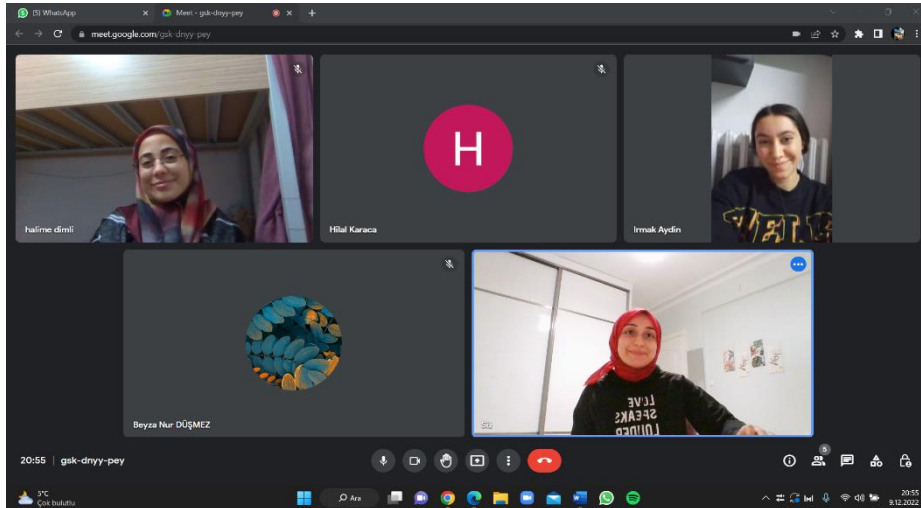 (5) WhatsApp
Meet - gsk-dnyy-pey
meet.google.com/gsk-dnyy-pey
halime dimli
H
Hilal Karaca
Irmak Aydin
Beyza Nur DÜŞMEZ
LOVE
SPEAKS
LOUDER
Siz
20:55 | gsk-dnyy-pey
5
3°C
Çok bulutlu
Ara
20:55
9.12.2022